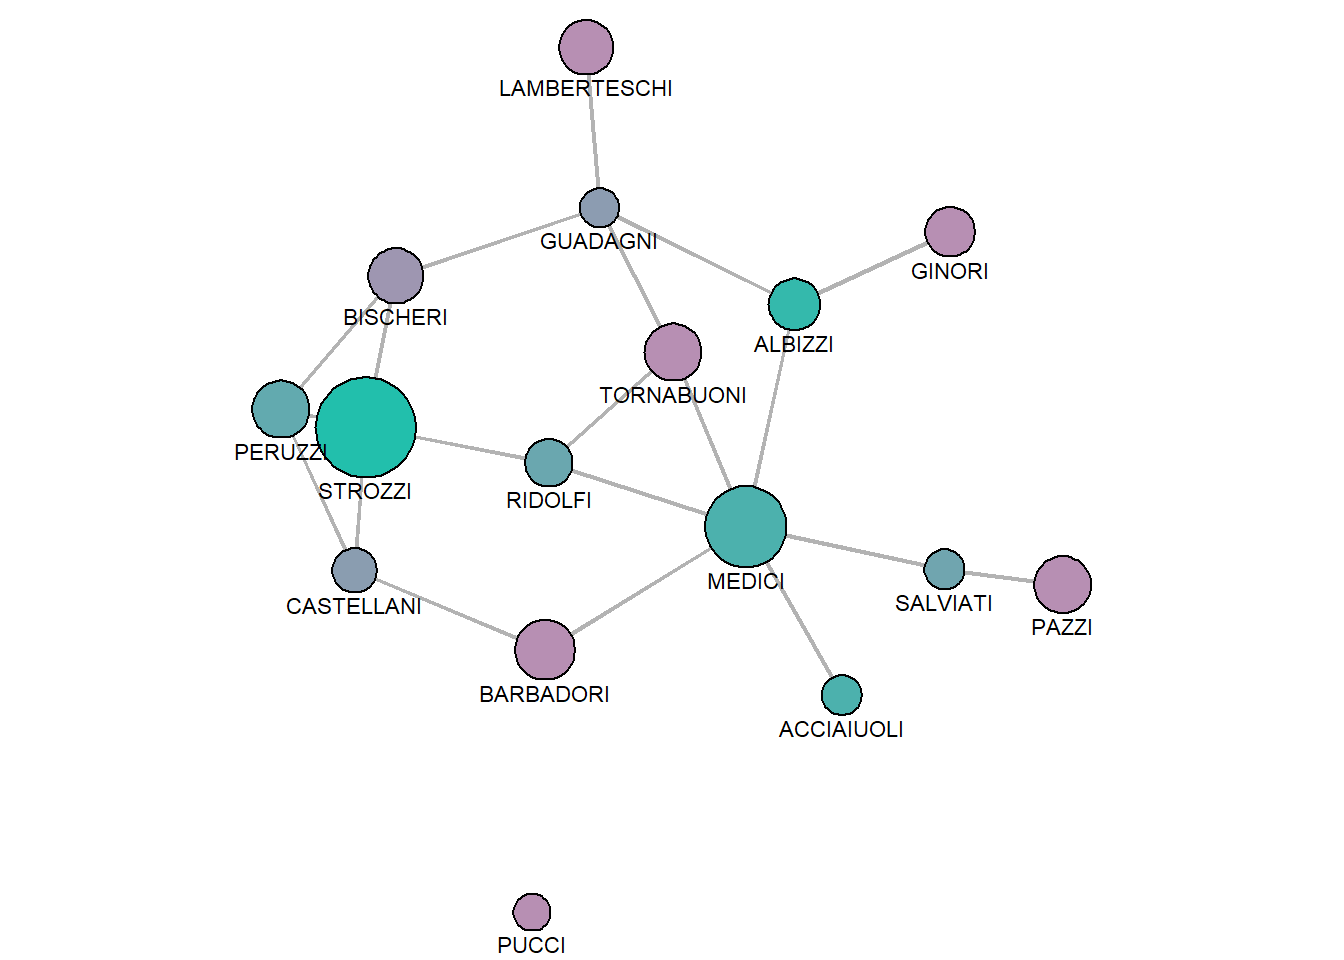 LAMBERTESCHI
GUADAGNI
GINORI
BISCHERI
ALBIZZI
TORNABUONI
PERUZZI
STROZZI
RIDOLFI
MEDICI
CASTELLANI
SALVIATI
PAZZI
BARBADORI
ACCIAIUOLI
PUCCI